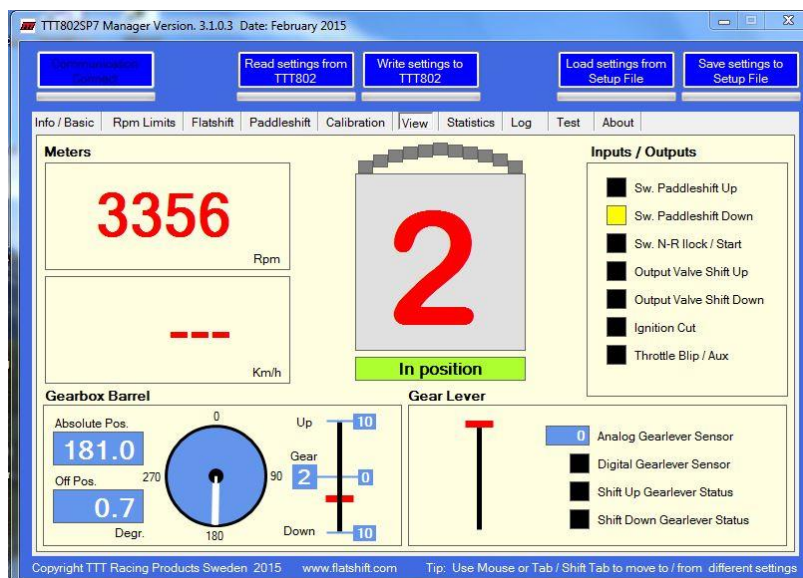 TTT802SP7 Manager Version. 3.1.0.3 Date: February 2015
Communication
Connect
Read settings from
TTT802
Write settings to
TTT802
Load settings from
Setup File
Save settings to
Setup File
Info / Basic Rpm Limits Flatshift Paddleshift Calibration View Statistics Log Test About
Meters
3356
Rpm
---
Km/h
2
In position
Inputs / Outputs
Sw. Paddleshift Up
Sw. Paddleshift Down
Sw. N-R Ilock / Start
Output Valve Shift Up
Output Valve Shift Down
Ignition Cut
Throttle Blip / Aux
Gearbox Barrel
Absolute Pos.
181.0
Off Pos.
0.7
Degr.
0
270
90
180
Up
10
Gear
2
0
Down
10
Gear Lever
0 Analog Gearlever Sensor
Digital Gearlever Sensor
Shift Up Gearlever Status
Shift Down Gearlever Status
Copyright TTT Racing Products Sweden 2015 www.flatshift.com Tip: Use Mouse or Tab / Shift Tab to move to / from different settings